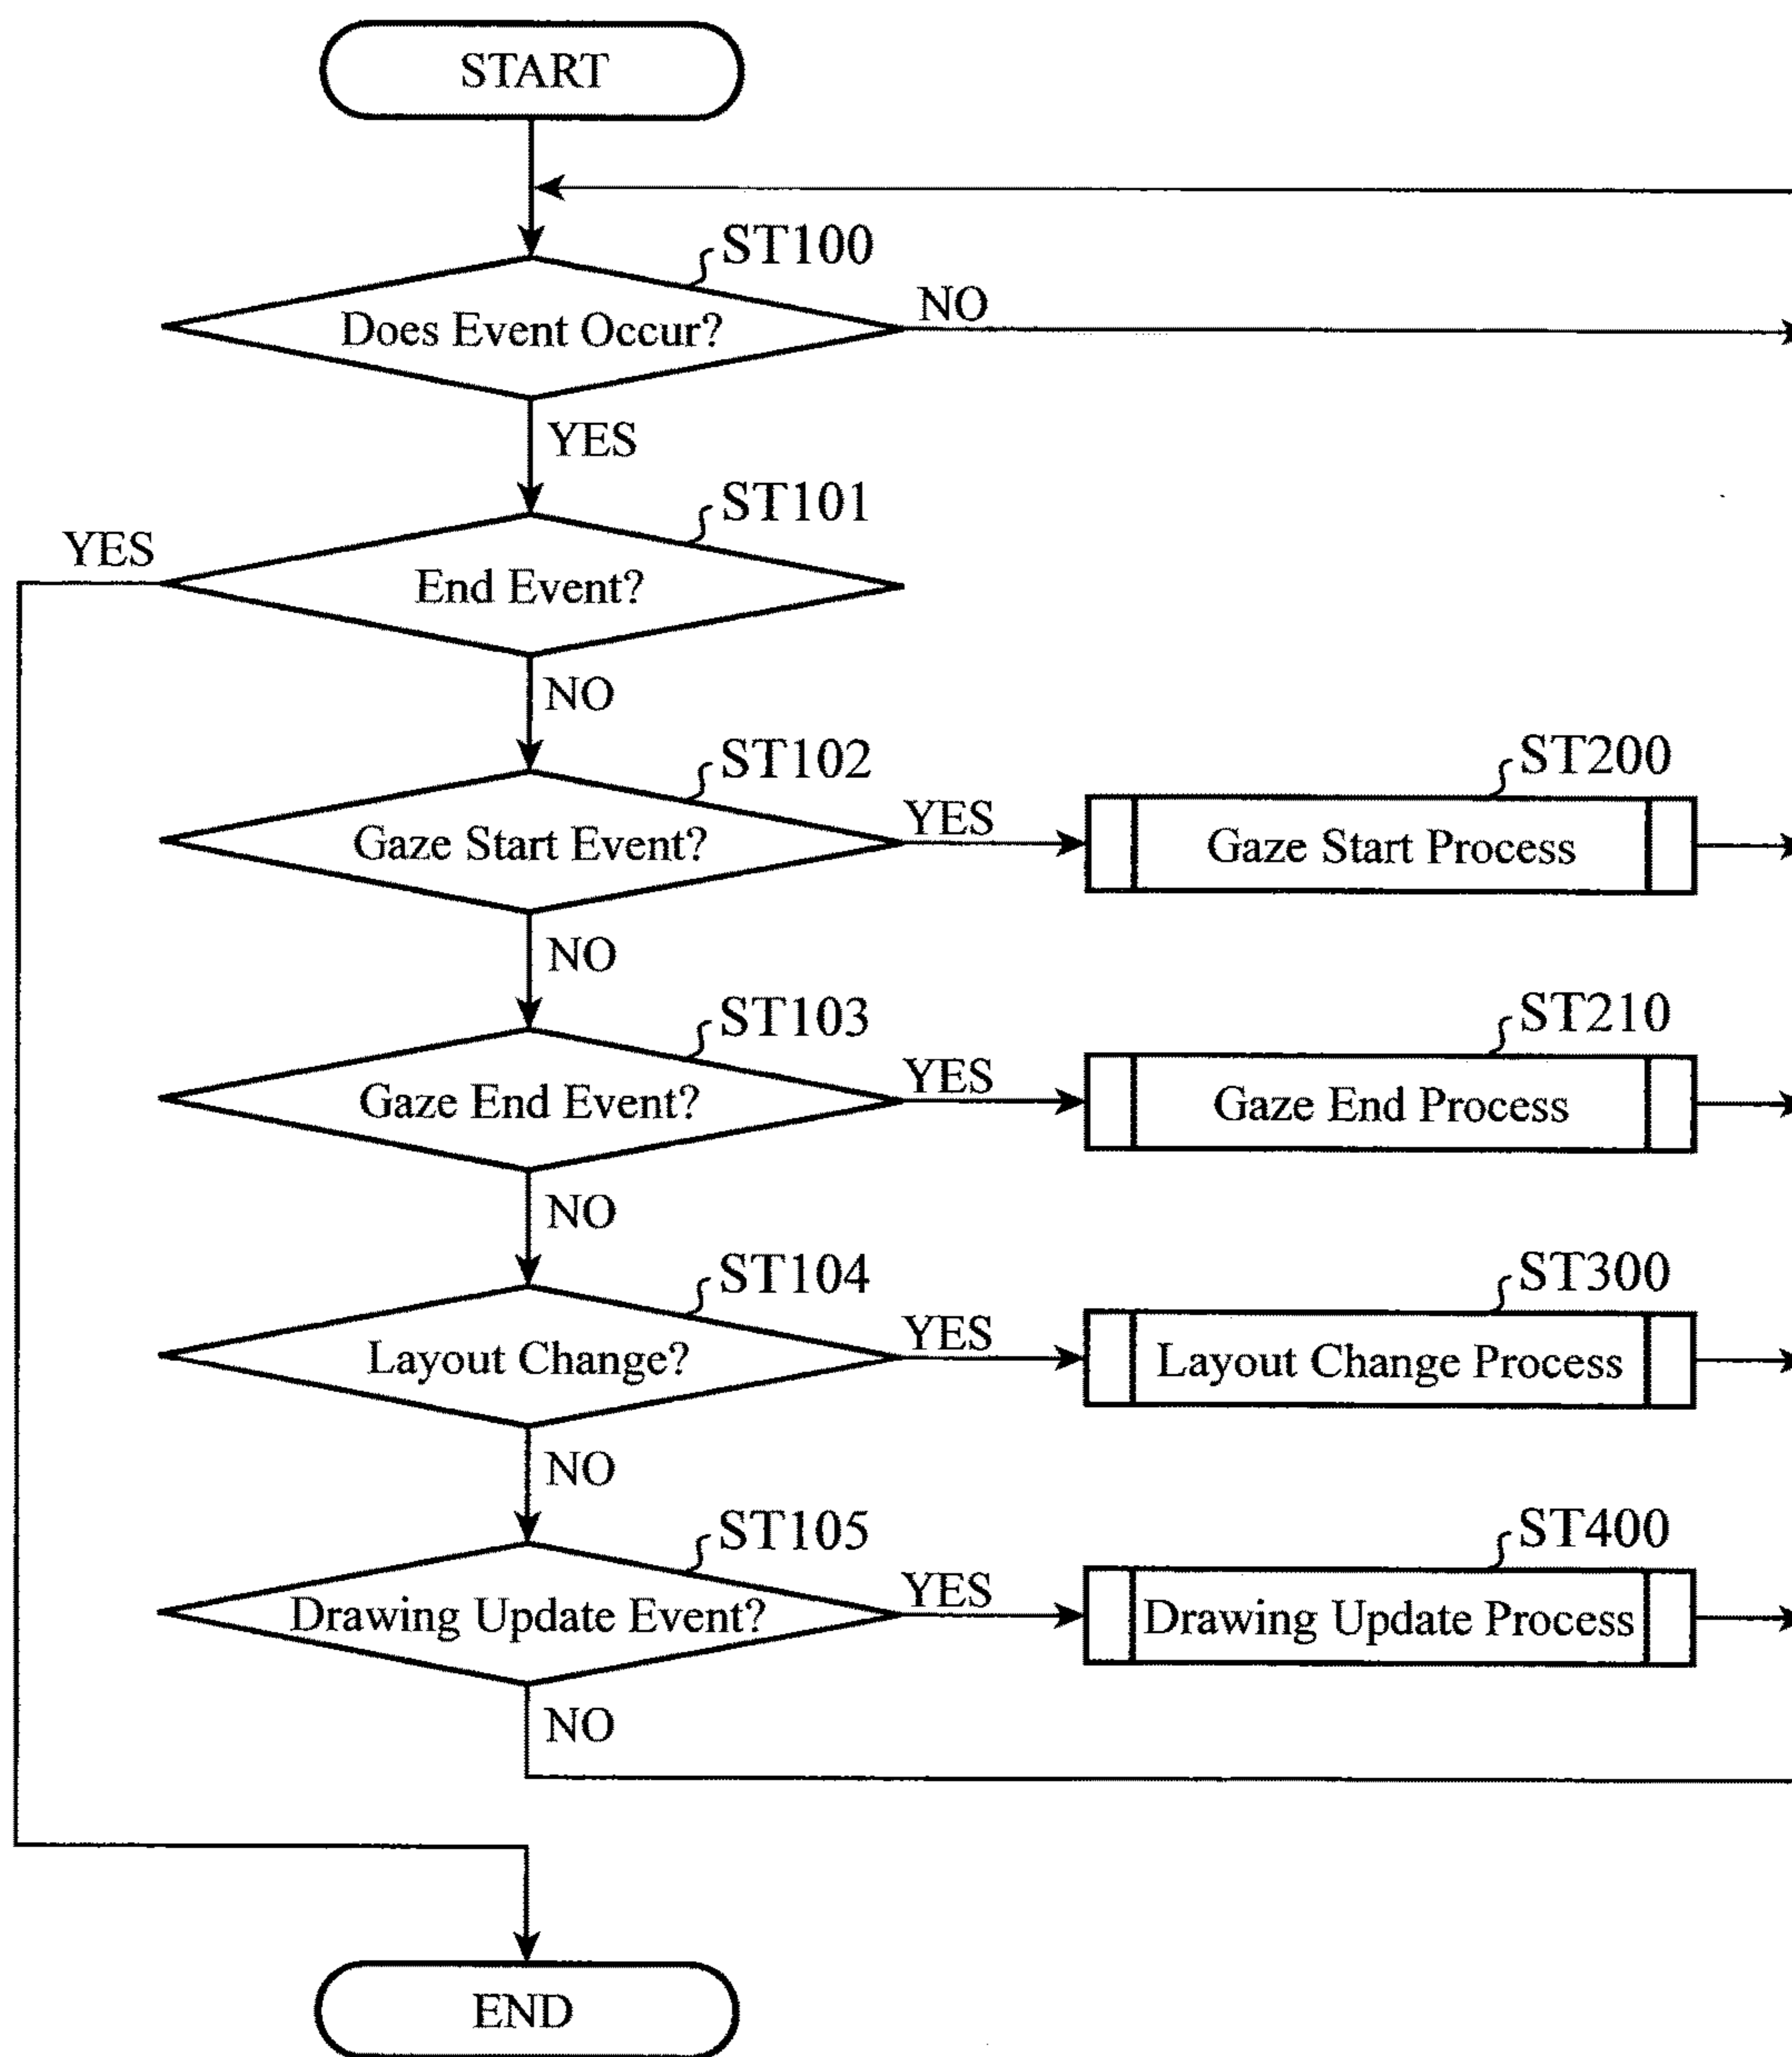 START
ST100
Does Event Occur?
NO
YES
ST101
YES
End Event?
NO
ST102
Gaze Start Event?
YES
ST200
Gaze Start Process
NO
ST103
Gaze End Event?
YES
ST210
Gaze End Process
NO
ST104
Layout Change?
YES
ST300
Layout Change Process
NO
ST105
Drawing Update Event?
YES
ST400
Drawing Update Process
NO
END